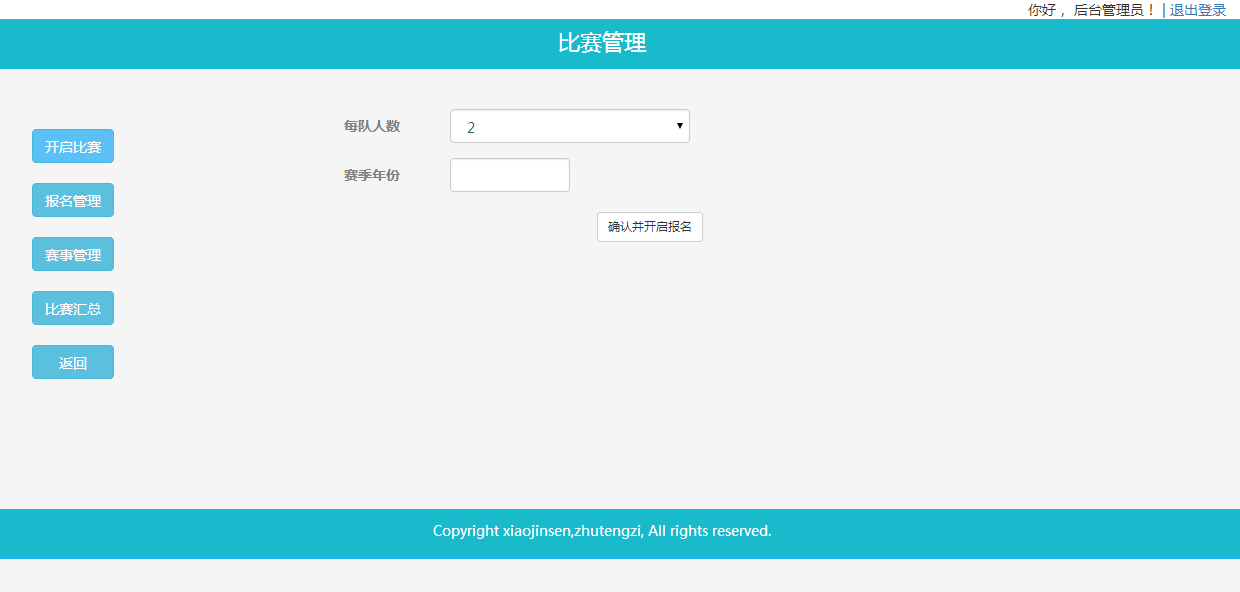 你好， 后台管理员！ | 退出登录
比赛管理
开启比赛
报名管理
赛事管理
比赛汇总
返回
每队人数 2
赛季年份
确认并开启报名
Copyright xiaojinsen,zhutengzi, All rights reserved.